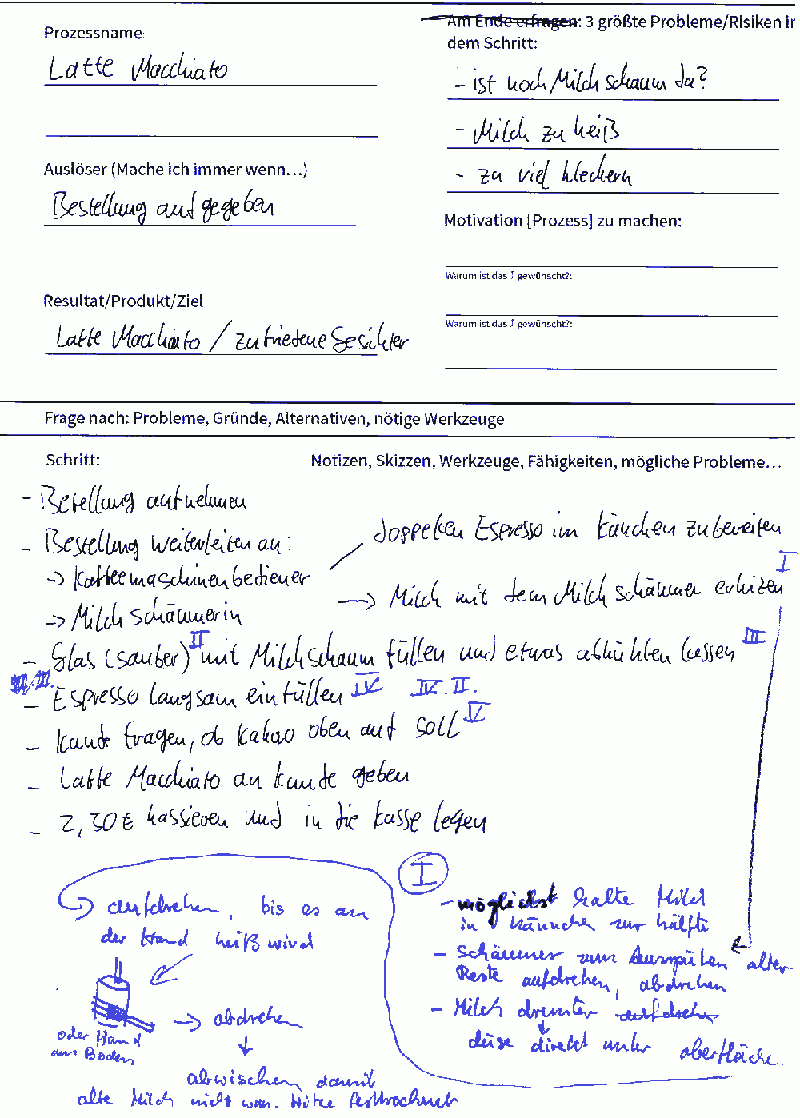 Prozessname
Latte Macchiato
Auslöser (Mache ich immer wenn...)
Bestellung aufgegeben
Resultat/Produkt/Ziel
Latte Macchiato / zufriedene Gesichter
Am Ende erfragen: 3 größte Probleme/Risiken in
dem Schritt:
- ist noch Milchschaum da?
- Milch zu heiß
- zu viel kleckern
Motivation [Prozess] zu machen:
Warum ist das ⤴ gewünscht?:
Warum ist das ⤴ gewünscht?:
Frage nach: Probleme, Gründe, Alternativen, nötige Werkzeuge
Schritt:
Notizen, Skizzen, Werkzeuge, Fähigkeiten, mögliche Probleme...
- Bestellung aufnehmen
- Bestellung weiterleiten an:
doppelten Espresso im Känchen zubereiten
-> Kaffeemaschinenbediener
I
-> Milch mit dem Milchschäumer erhitzen
-> Milchschäumerin
- Glas (sauber) II mit Milchschaum füllen und etwas abkühlen lassen III
- Espresso langsam einfüllen IV IV. II.
- Kunde fragen, ob Kakao oben auf soll V
- Latte Macchiato an Kunde geben
- 2,30€ kassieren und in die Kasse legen
I
- möglichst kalte Milch
in Kännchen zur hälfte
- Schäumer zum Ausspülen alter
Reste aufdrehen, abdrehen
- Milch drunter aufdrehen
düse direkt unter oberfläche
aufdrehen, bis es an
der Hand heiß wird
oder Hand
am Boden
-> abdrehen
abwischen, damit
alte Milch nicht Hitze festtrocknet